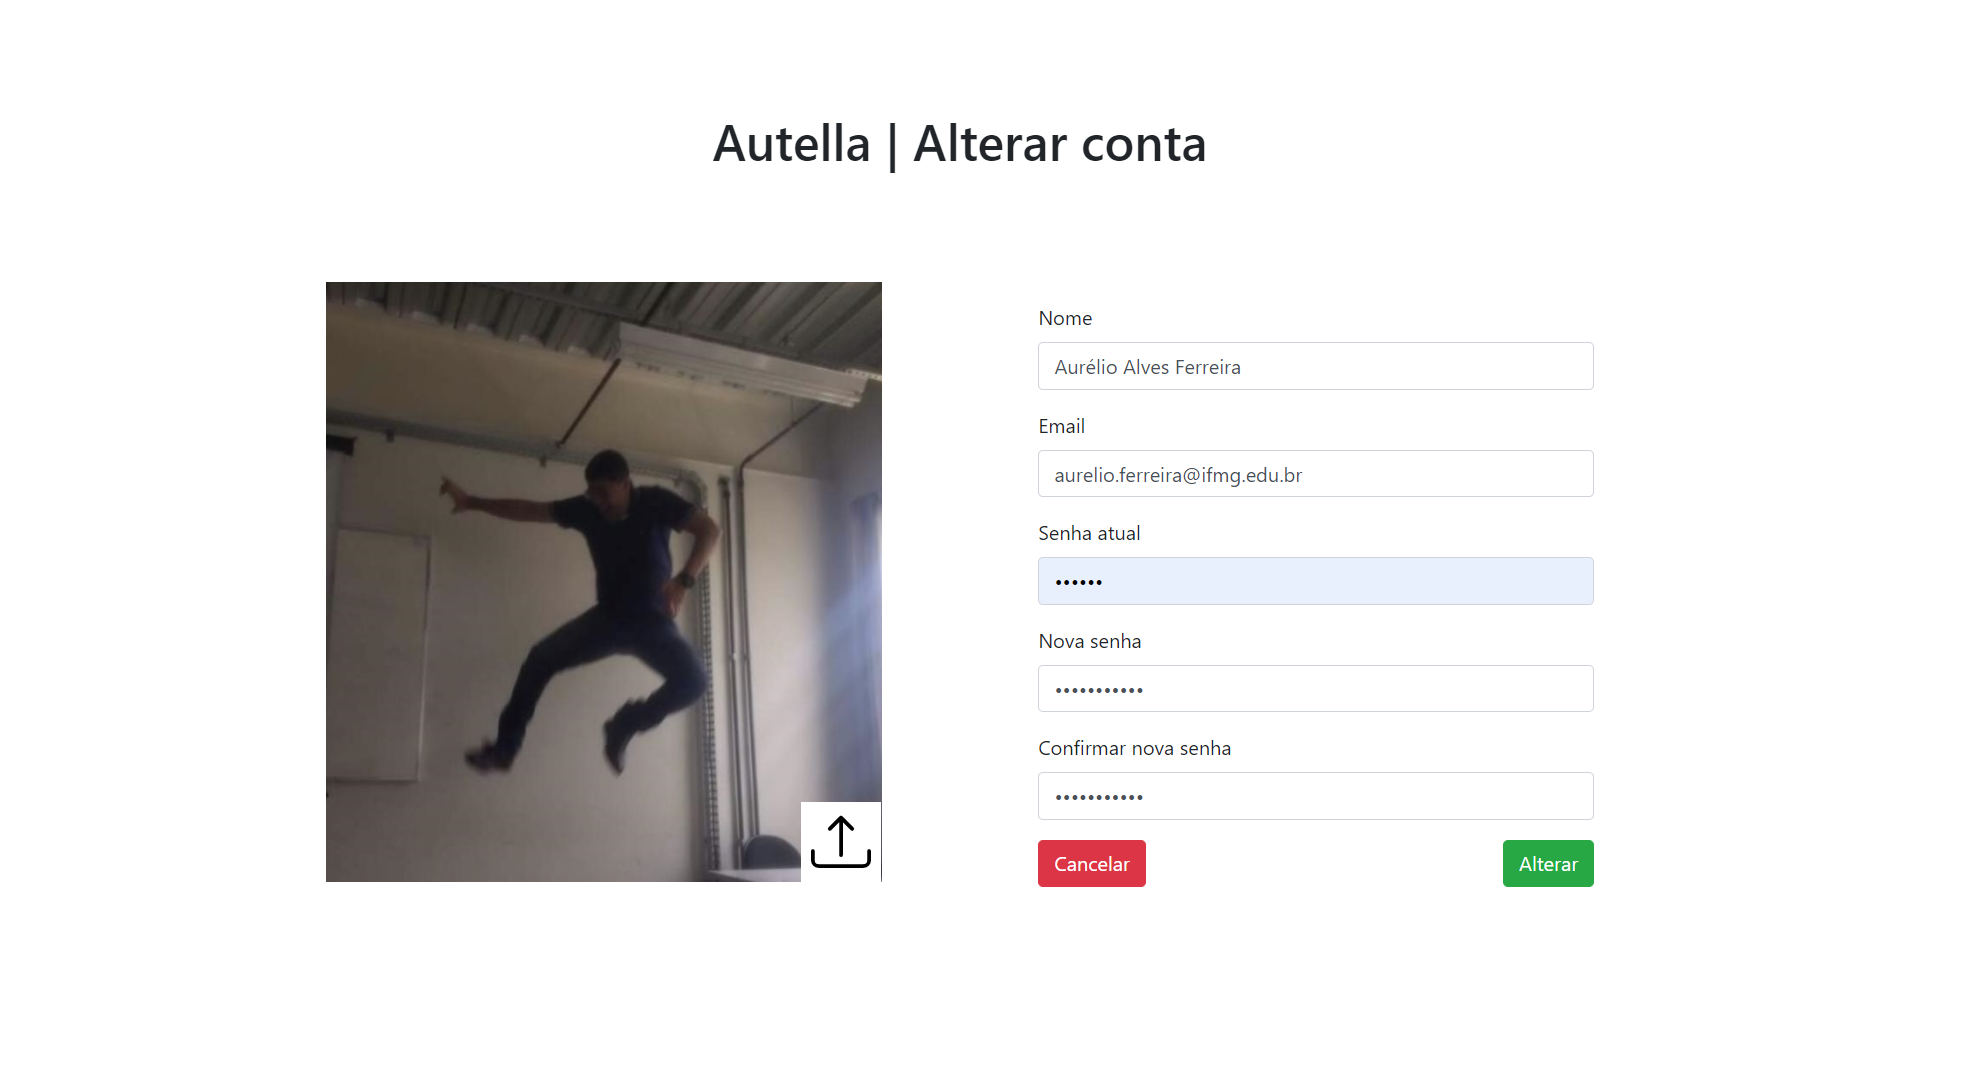 Autella | Alterar conta
Nome
Aurélio Alves Ferreira
Email
aurelio.ferreira@ifmg.edu.br
Senha atual
••••••
Nova senha
•••••••••••
Confirmar nova senha
•••••••••••
Cancelar
Alterar